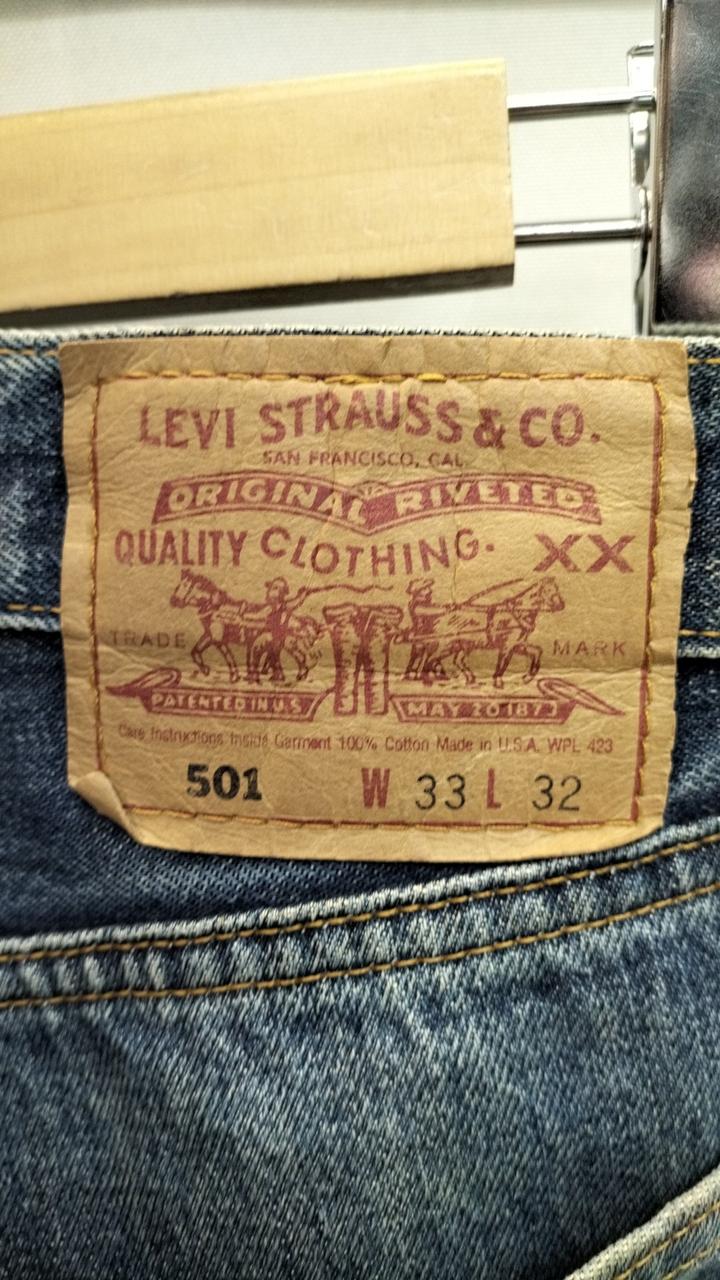 LEVI STRAUSS & CO.
SAN FRANCISCO, CAL.
ORIGINAL RIVETED
QUALITY CLOTHING. XX
TRADE MARK
PATENTED IN U.S. MAY 20 1873
Care Instructions Inside Garment 100% Cotton Made in U.S.A. WPL 423
501 W 33 L 32